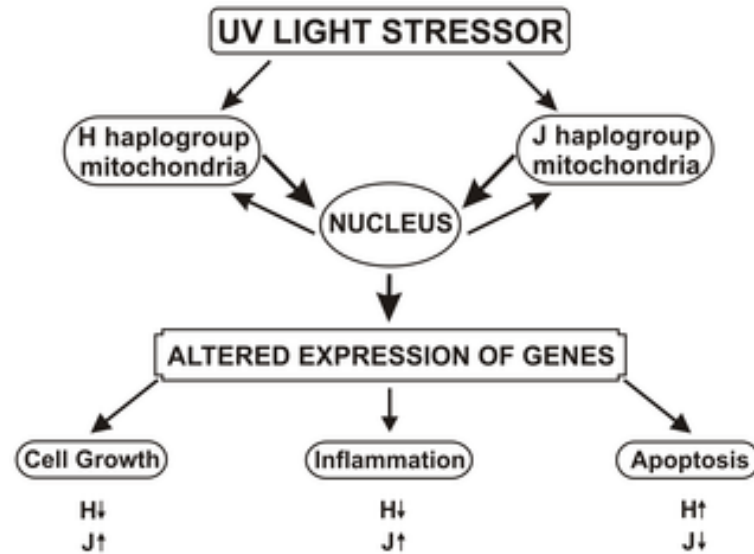 UV LIGHT STRESSOR
H haplogroup
mitochondria
J haplogroup
mitochondria
NUCLEUS
ALTERED EXPRESSION OF GENES
Cell Growth
Inflammation
Apoptosis
H↓
J↑
H↓
J↑
H↑
J↓